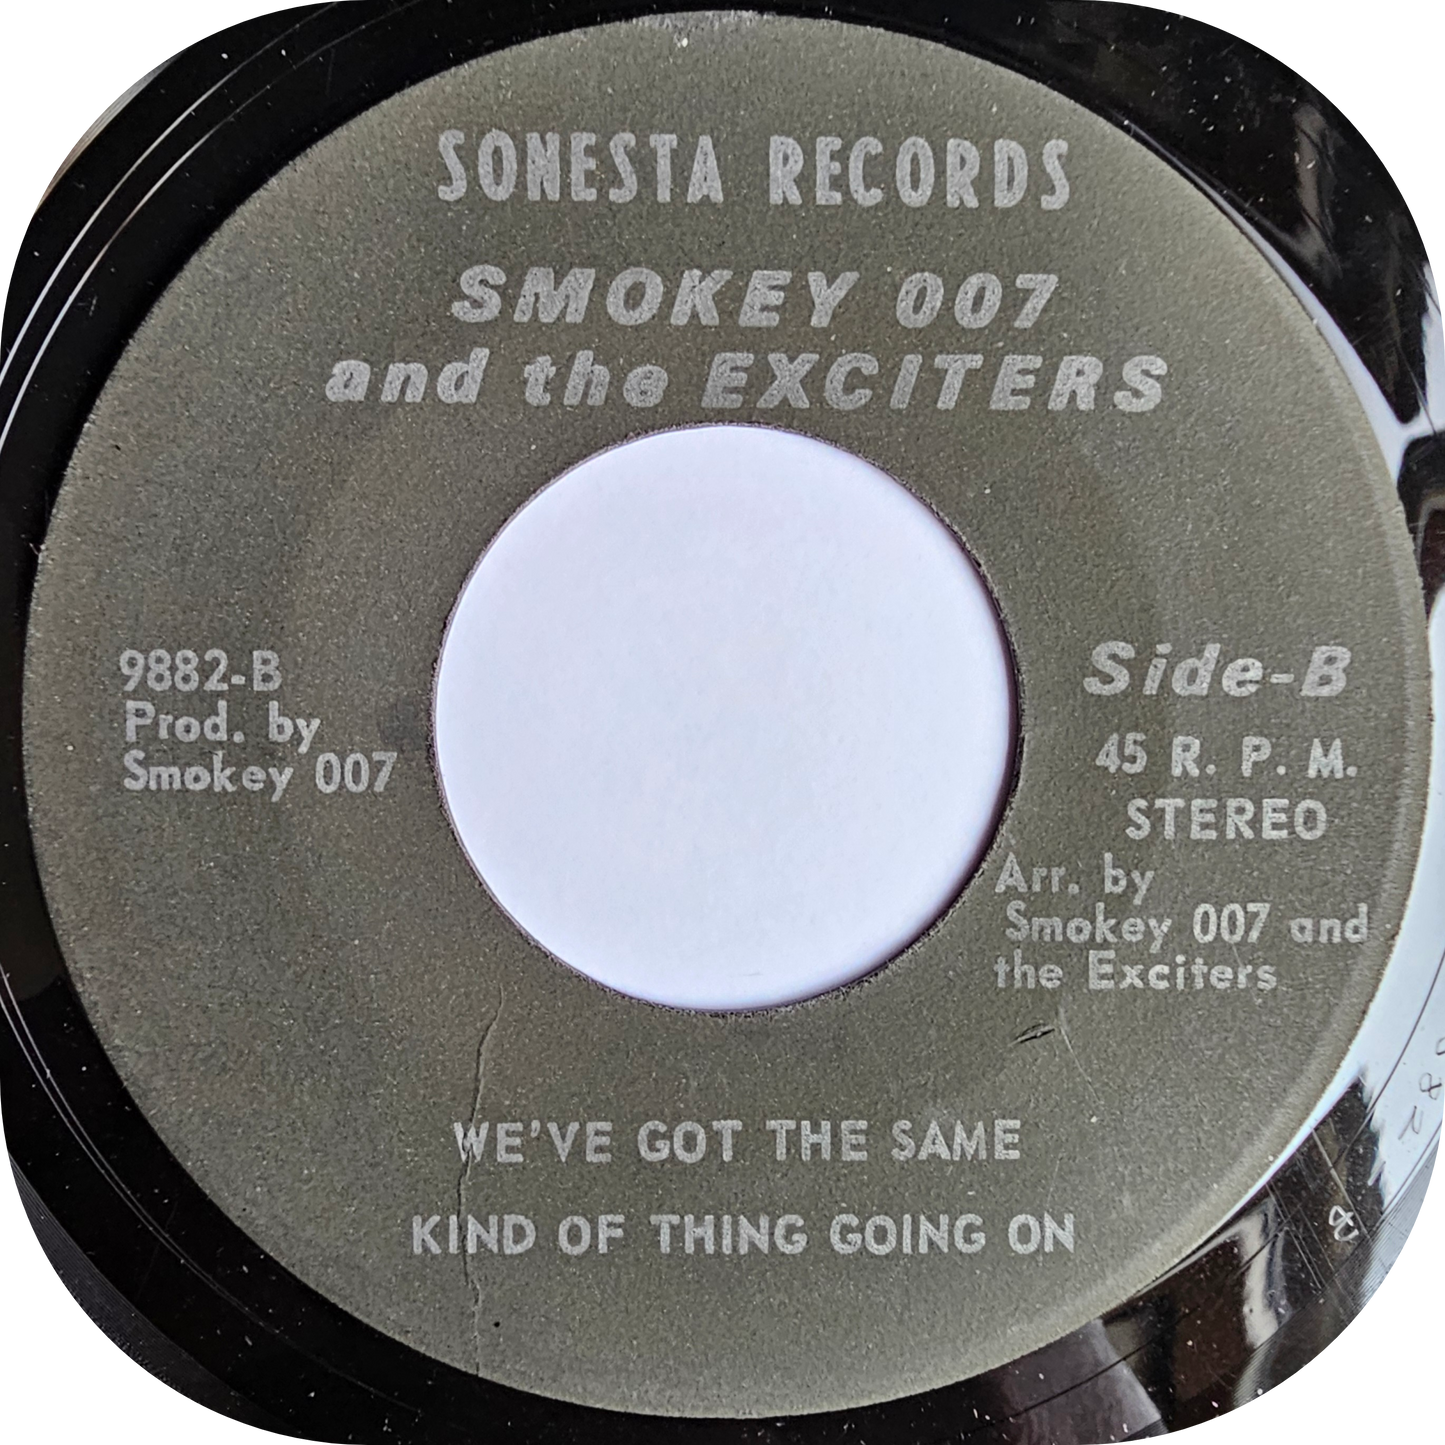 SONESTA RECORDS
SMOKEY 007
and the EXCITERS
9882-B
Prod. by
Smokey 007
Side-B
45 R. P. M.
STEREO
Arr. by
Smokey 007 and
the Exciters
WE'VE GOT THE SAME
KIND OF THING GOING ON